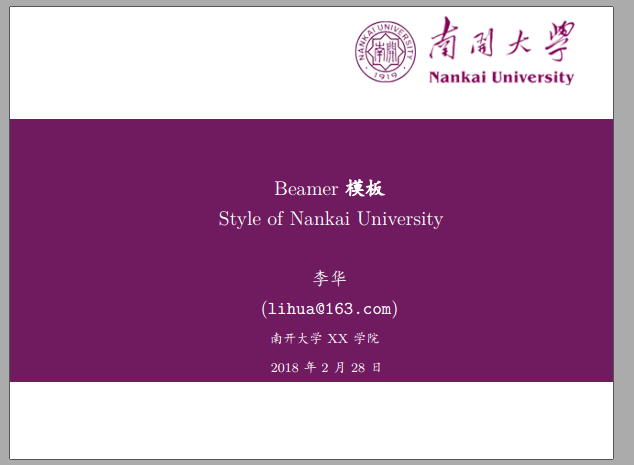 NANKAI UNIVERSITY
南開
1919
南開大學
Nankai University
Beamer 模板
Style of Nankai University
李华
(lihua@163.com)
南开大学 XX 学院
2018 年 2 月 28 日